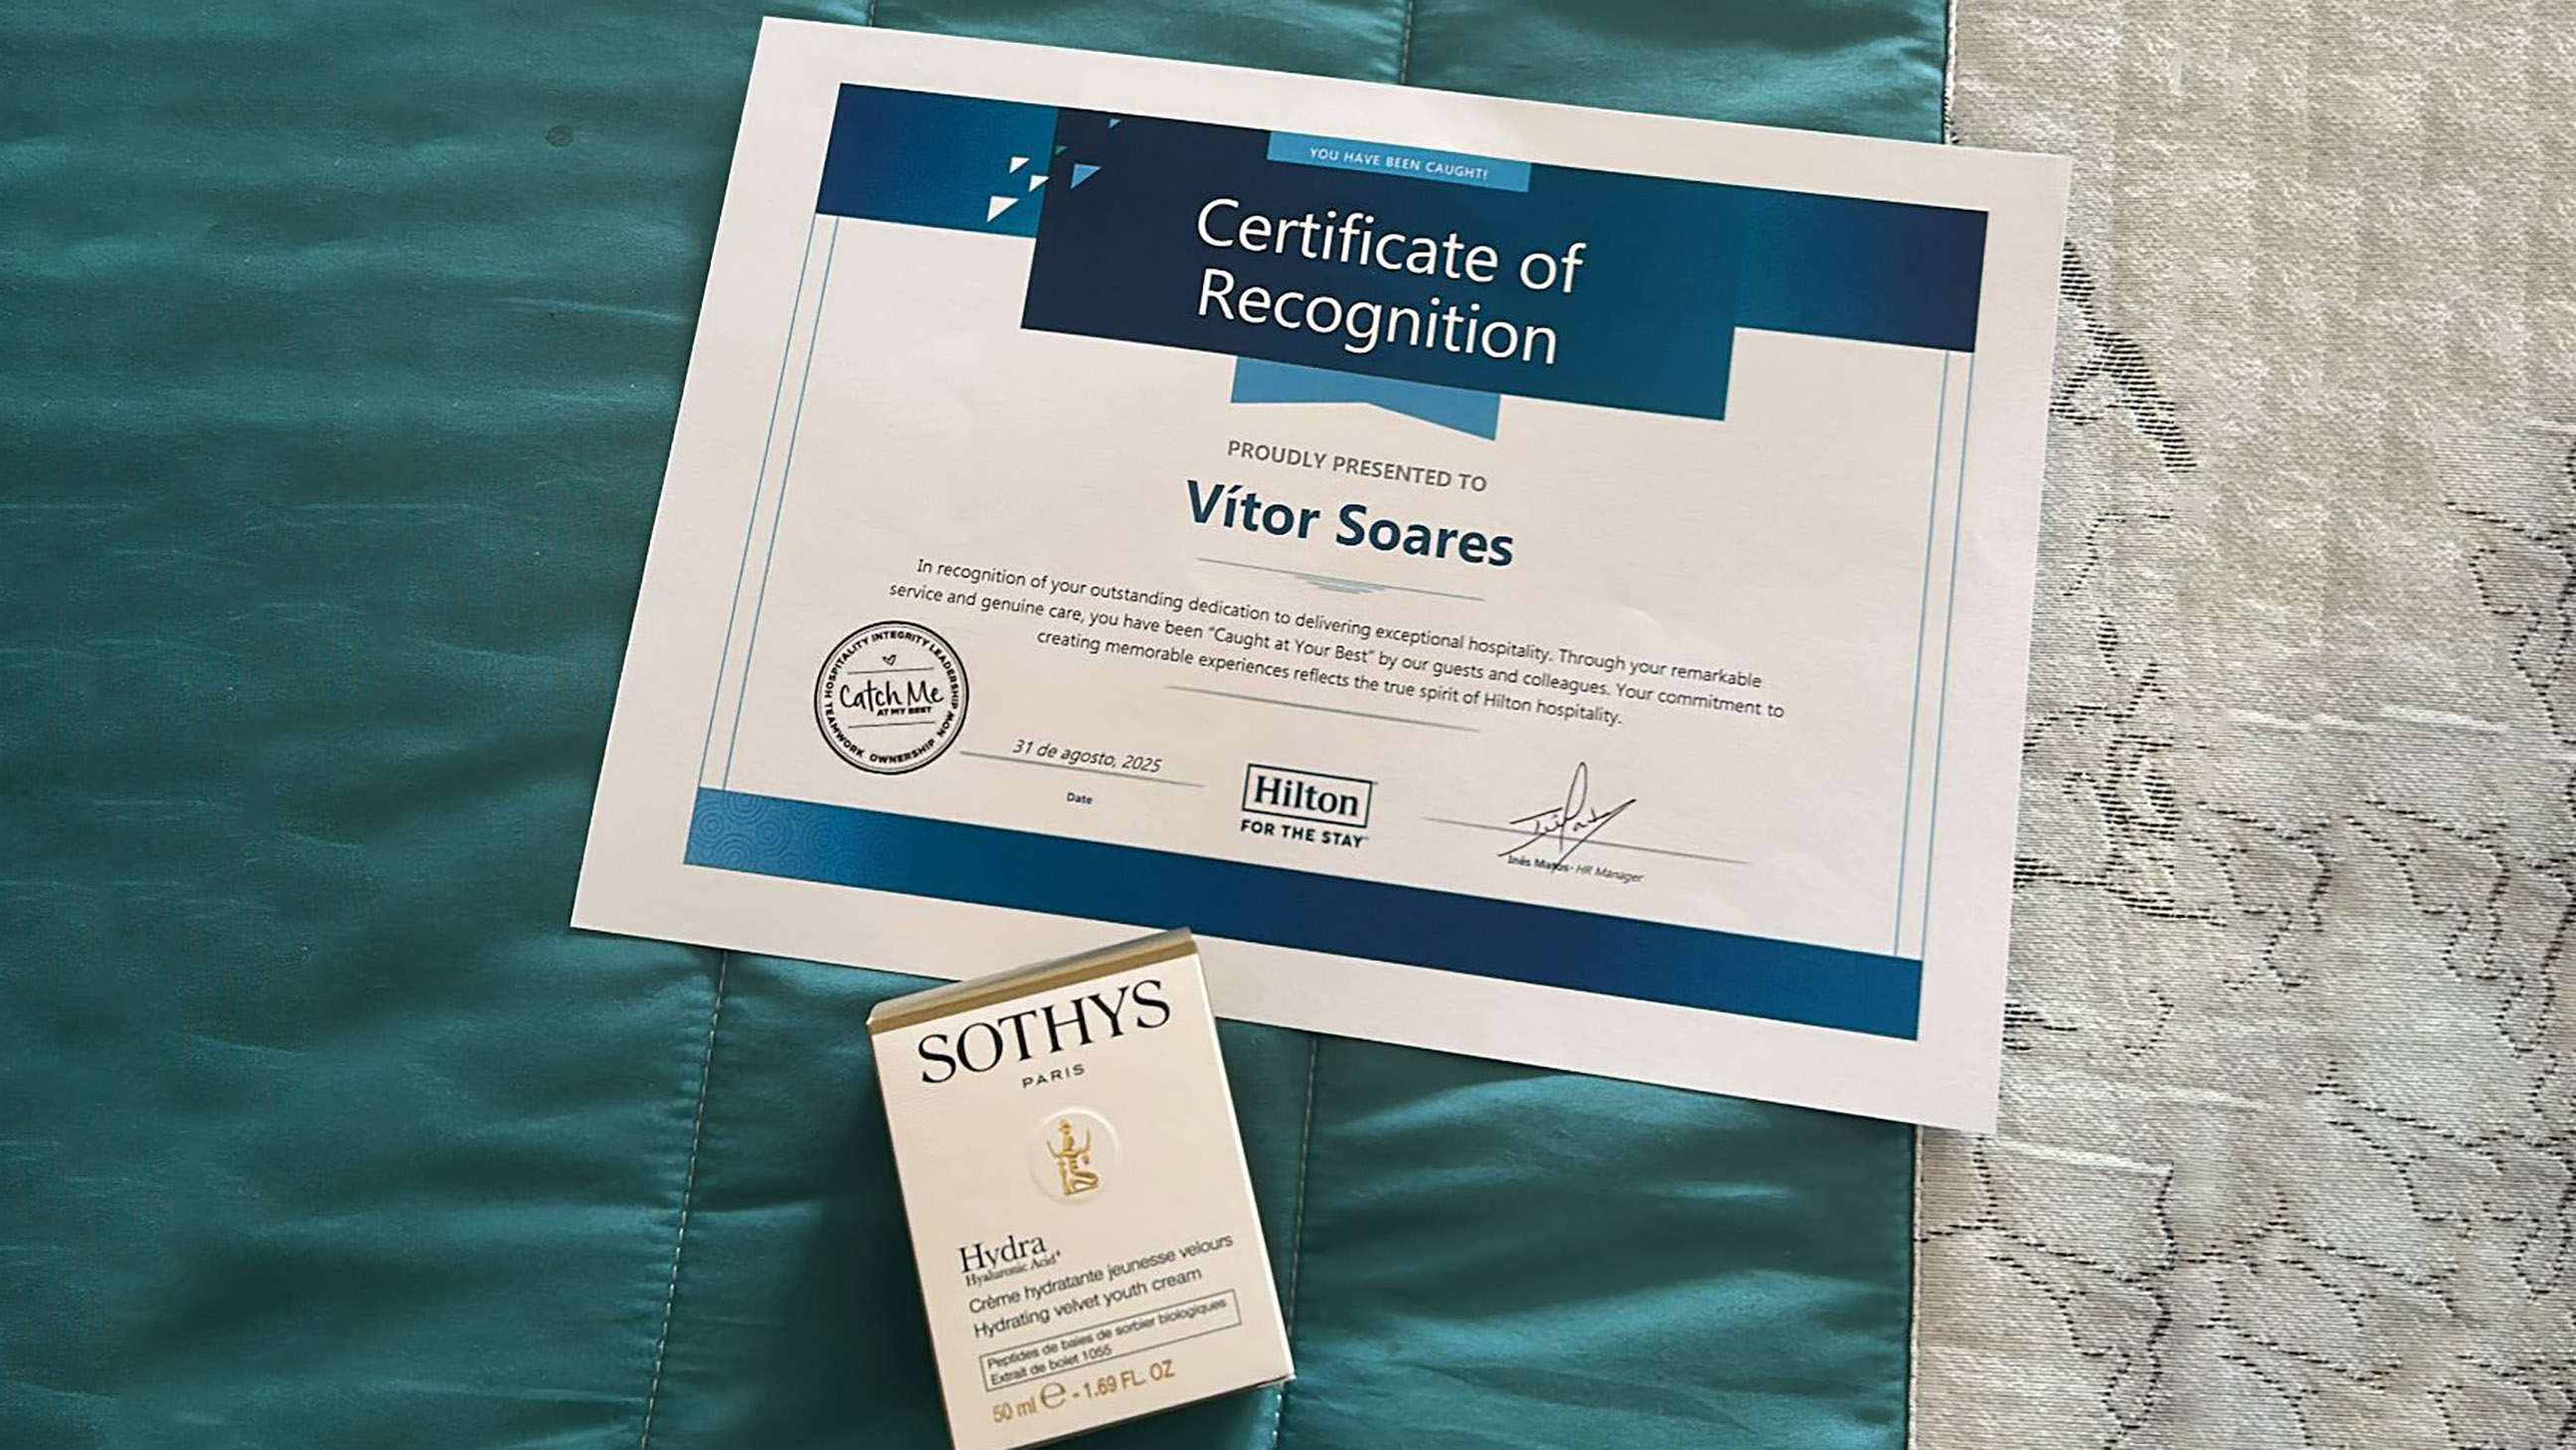 YOU HAVE BEEN CAUGHT!
Certificate of
Recognition
PROUDLY PRESENTED TO
Vítor Soares
In recognition of your outstanding dedication to delivering exceptional hospitality. Through your remarkable
service and genuine care, you have been "Caught at Your Best" by our guests and colleagues. Your commitment to
creating memorable experiences reflects the true spirit of Hilton hospitality.
HOSPITALITY INTEGRITY LEADERSHIP TEAMWORK OWNERSHIP NOW
Catch Me
AT MY BEST
31 de agosto, 2025
Date
Hilton
FOR THE STAY™
Inês - HR Manager
SOTHYS
PARIS
Hydra
Hyaluronic Acid⁴
Crème hydratante jeunesse velours
Hydrating velvet youth cream
Peptides de baies de sorbier biologiques
Extrait de bolet 1055
50 ml ℮ - 1.69 FL. OZ